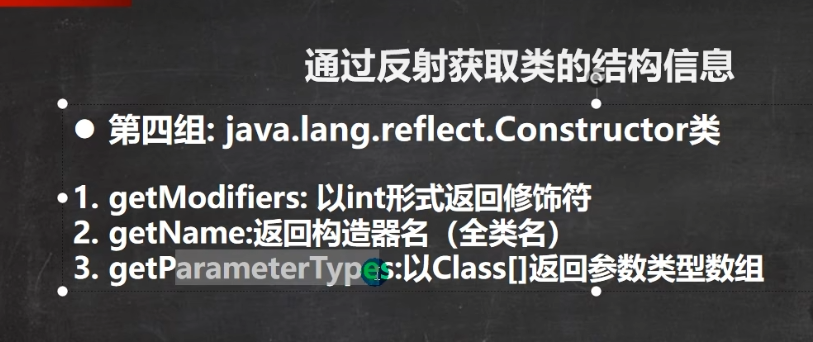 通过反射获取类的结构信息
● 第四组: java.lang.reflect.Constructor类
1. getModifiers: 以int形式返回修饰符
2. getName:返回构造器名（全类名）
3. getParameterTypes:以Class[]返回参数类型数组